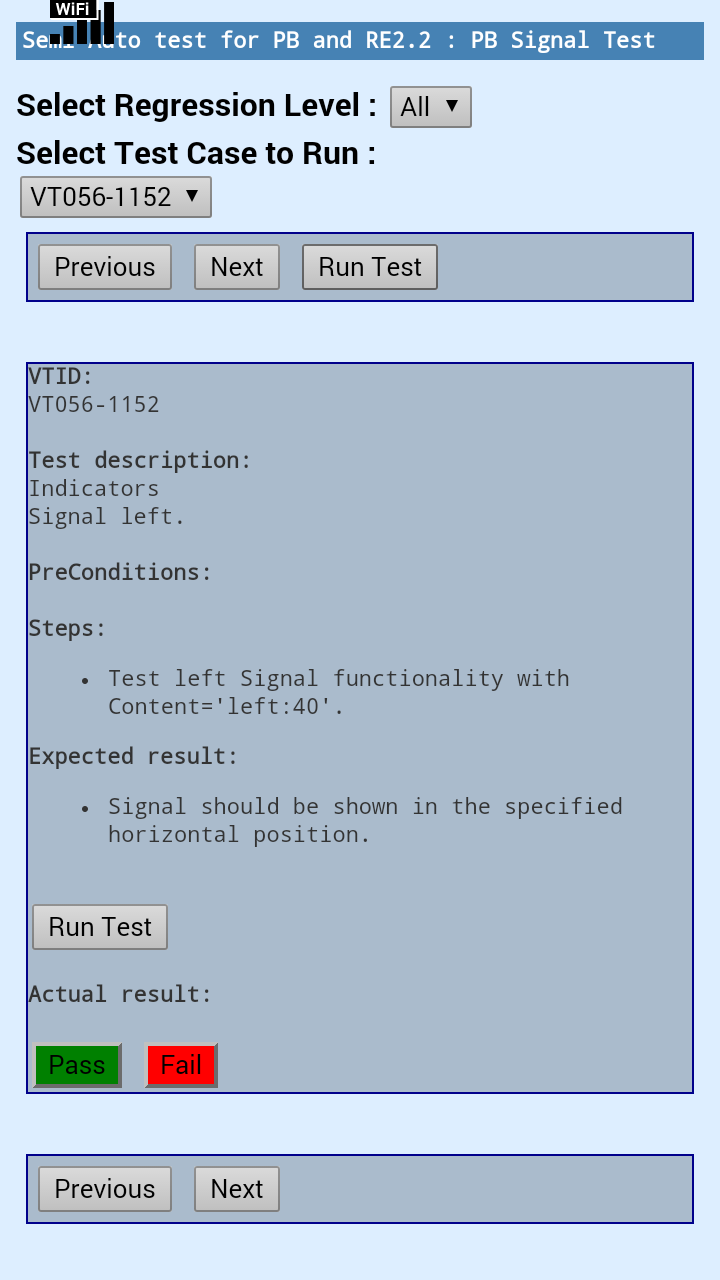 WiFi
Semi Auto test for PB and RE2.2 : PB Signal Test
Select Regression Level : All ▼
Select Test Case to Run :
VT056-1152 ▼
Previous Next Run Test
VTID:
VT056-1152
Test description:
Indicators
Signal left.
PreConditions:
Steps:
• Test left Signal functionality with
Content='left:40'.
Expected result:
• Signal should be shown in the specified
horizontal position.
Run Test
Actual result:
Pass Fail
Previous Next